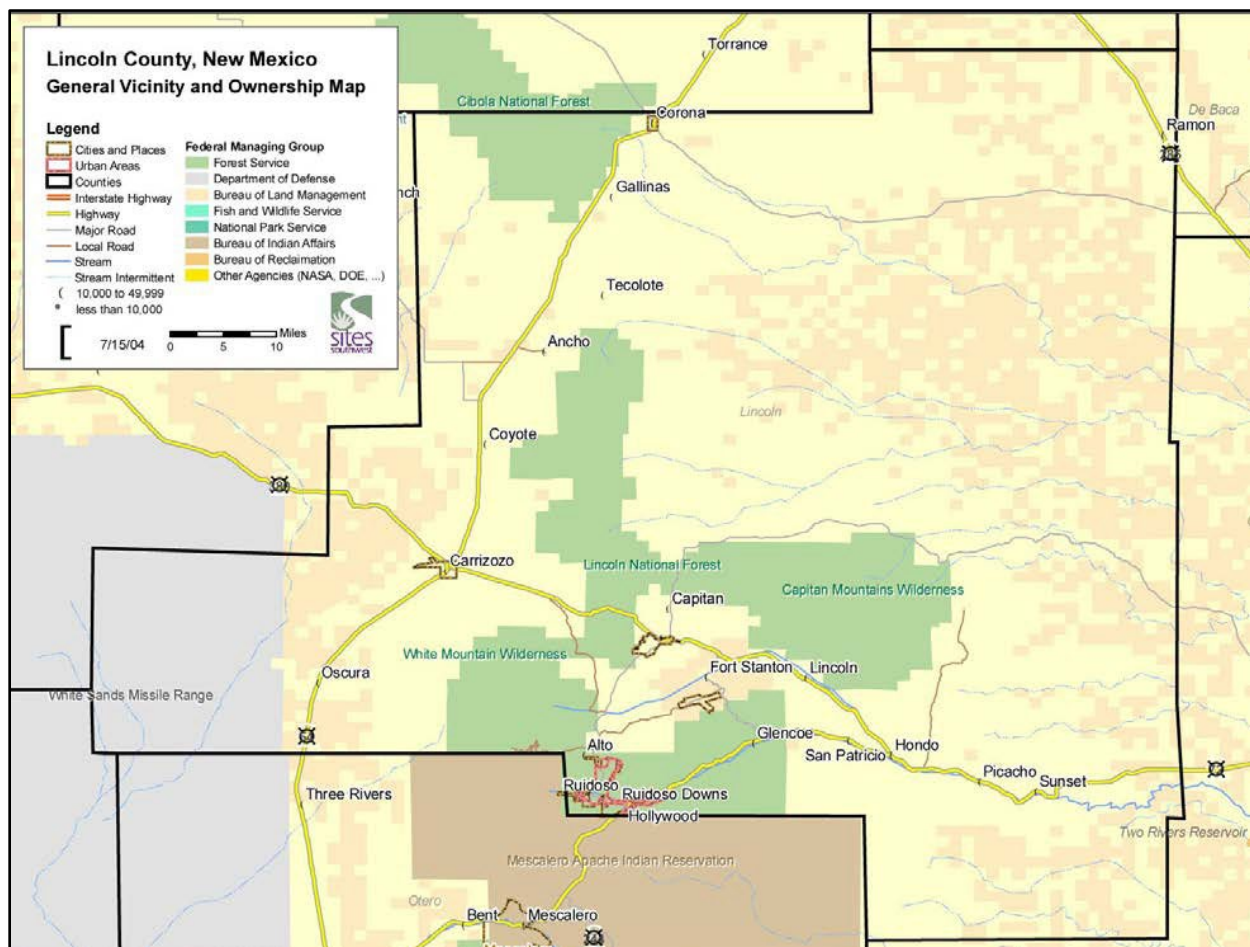 Lincoln County, New Mexico
General Vicinity and Ownership Map
Legend
Cities and Places
Urban Areas
Counties
Interstate Highway
Highway
Major Road
Local Road
Stream
Stream Intermittent
( 10,000 to 49,999
less than 10,000
Federal Managing Group
Forest Service
Department of Defense
Bureau of Land Management
Fish and Wildlife Service
National Park Service
Bureau of Indian Affairs
Bureau of Reclamation
Other Agencies (NASA, DOE, ...)
7/15/04
Miles
0 5 10
sites
southwest
Torrance
Cibola National Forest
Corona
De Baca
Ramon
Gallinas
Tecolote
Ancho
Lincoln
Coyote
Carrizozo
Lincoln National Forest
Capitan Mountains Wilderness
Capitan
White Mountain Wilderness
Fort Stanton
Lincoln
Oscura
White Sands Missile Range
Glencoe
Alto
San Patricio
Hondo
Picacho
Sunset
Ruidoso
Ruidoso Downs
Three Rivers
Hollywood
Two Rivers Reservoir
Mescalero Apache Indian Reservation
Otero
Bent
Mescalero